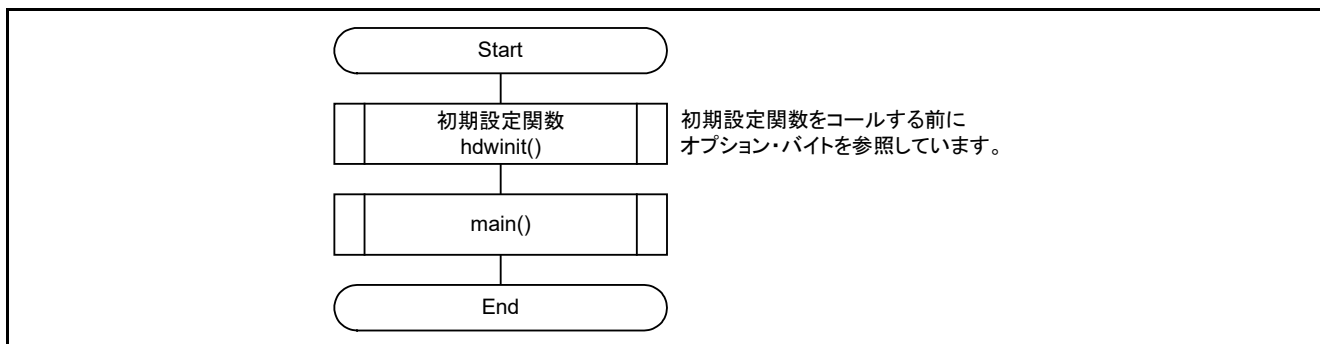 Start
初期設定関数
hdwinit()
初期設定関数をコールする前に
オプション・バイトを参照しています。
main()
End